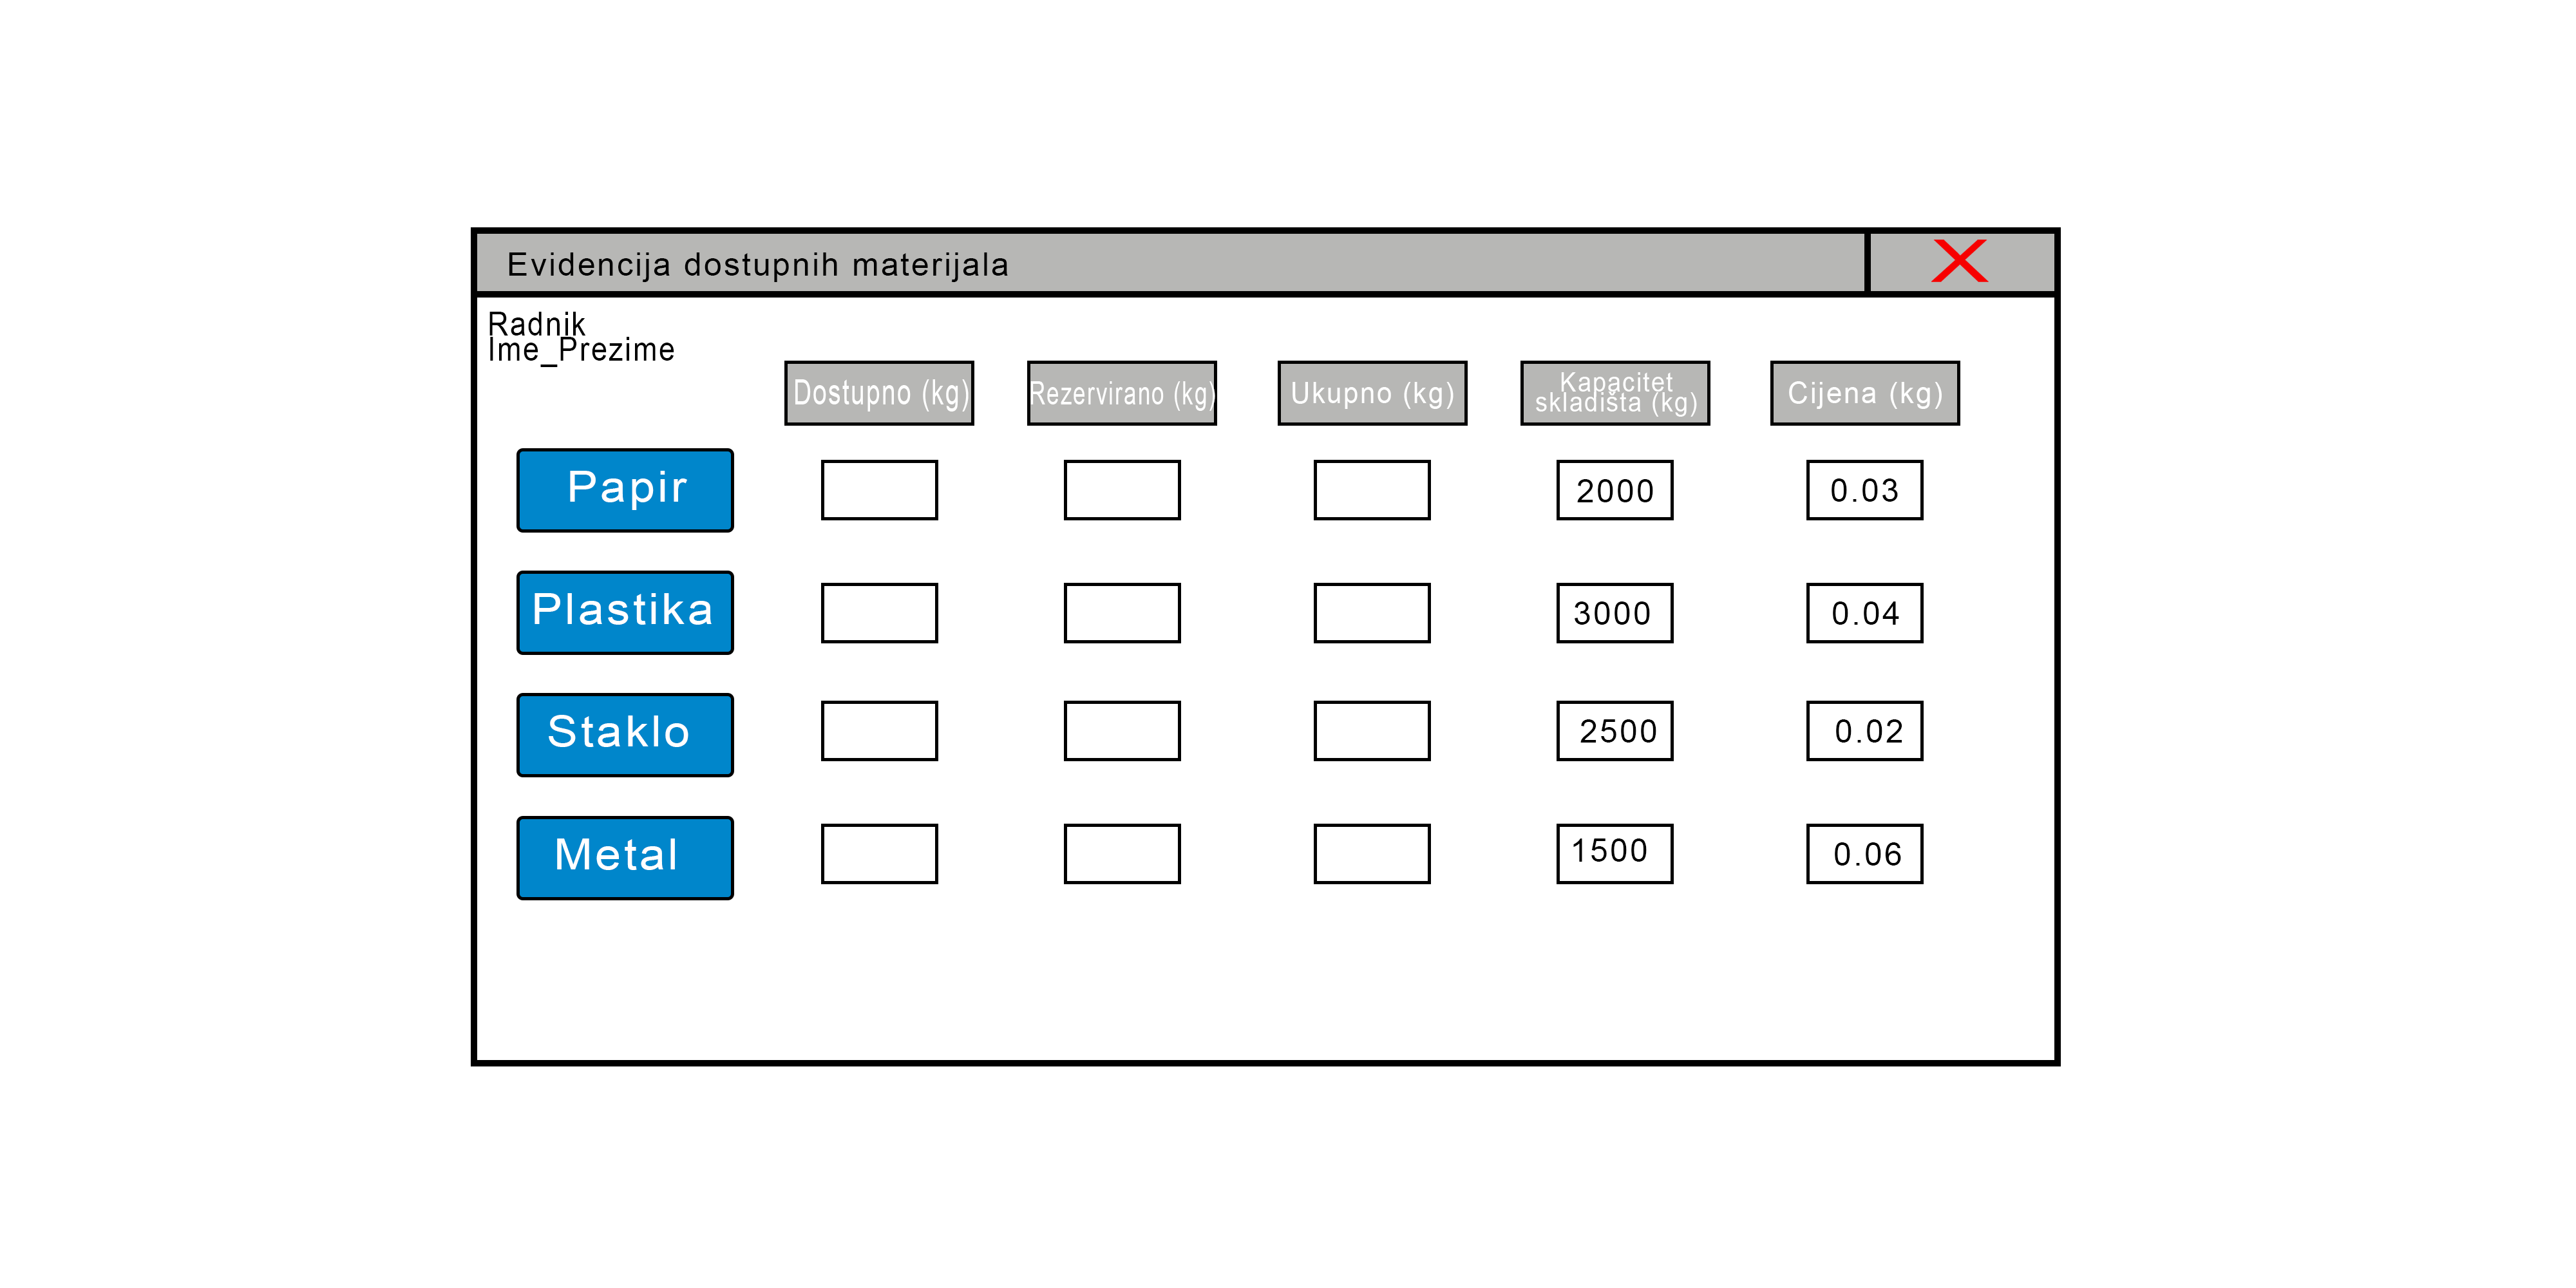 Evidencija dostupnih materijala
Radnik
Ime_Prezime
Dostupno (kg)
Rezervirano (kg)
Ukupno (kg)
Kapacitet
skladišta (kg)
Cijena (kg)
Papir
2000
0.03
Plastika
3000
0.04
Staklo
2500
0.02
Metal
1500
0.06